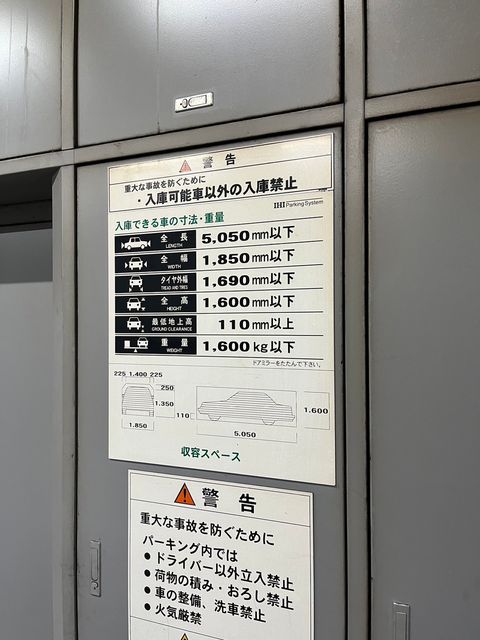 警告
重大な事故を防ぐために
・入庫可能車以外の入庫禁止
IHI Parking System
入庫できる車の寸法・重量
全長 LENGTH 5,050mm以下
全幅 WIDTH 1,850mm以下
タイヤ外幅 TREAD AND TIRES 1,690mm以下
全高 HEIGHT 1,600mm以下
最低地上高 GROUND CLEARANCE 110mm以上
重量 WEIGHT 1,600kg以下
ドアミラーをたたんで下さい。
225 1.400 225
250
1.350
110
1.600
1.850
5.050
収容スペース
警告
重大な事故を防ぐために
パーキング内では
● ドライバー以外立入禁止
● 荷物の積み・おろし禁止
● 車の整備、洗車禁止
● 火気厳禁